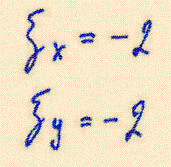 ξx = -2
ξy = -2